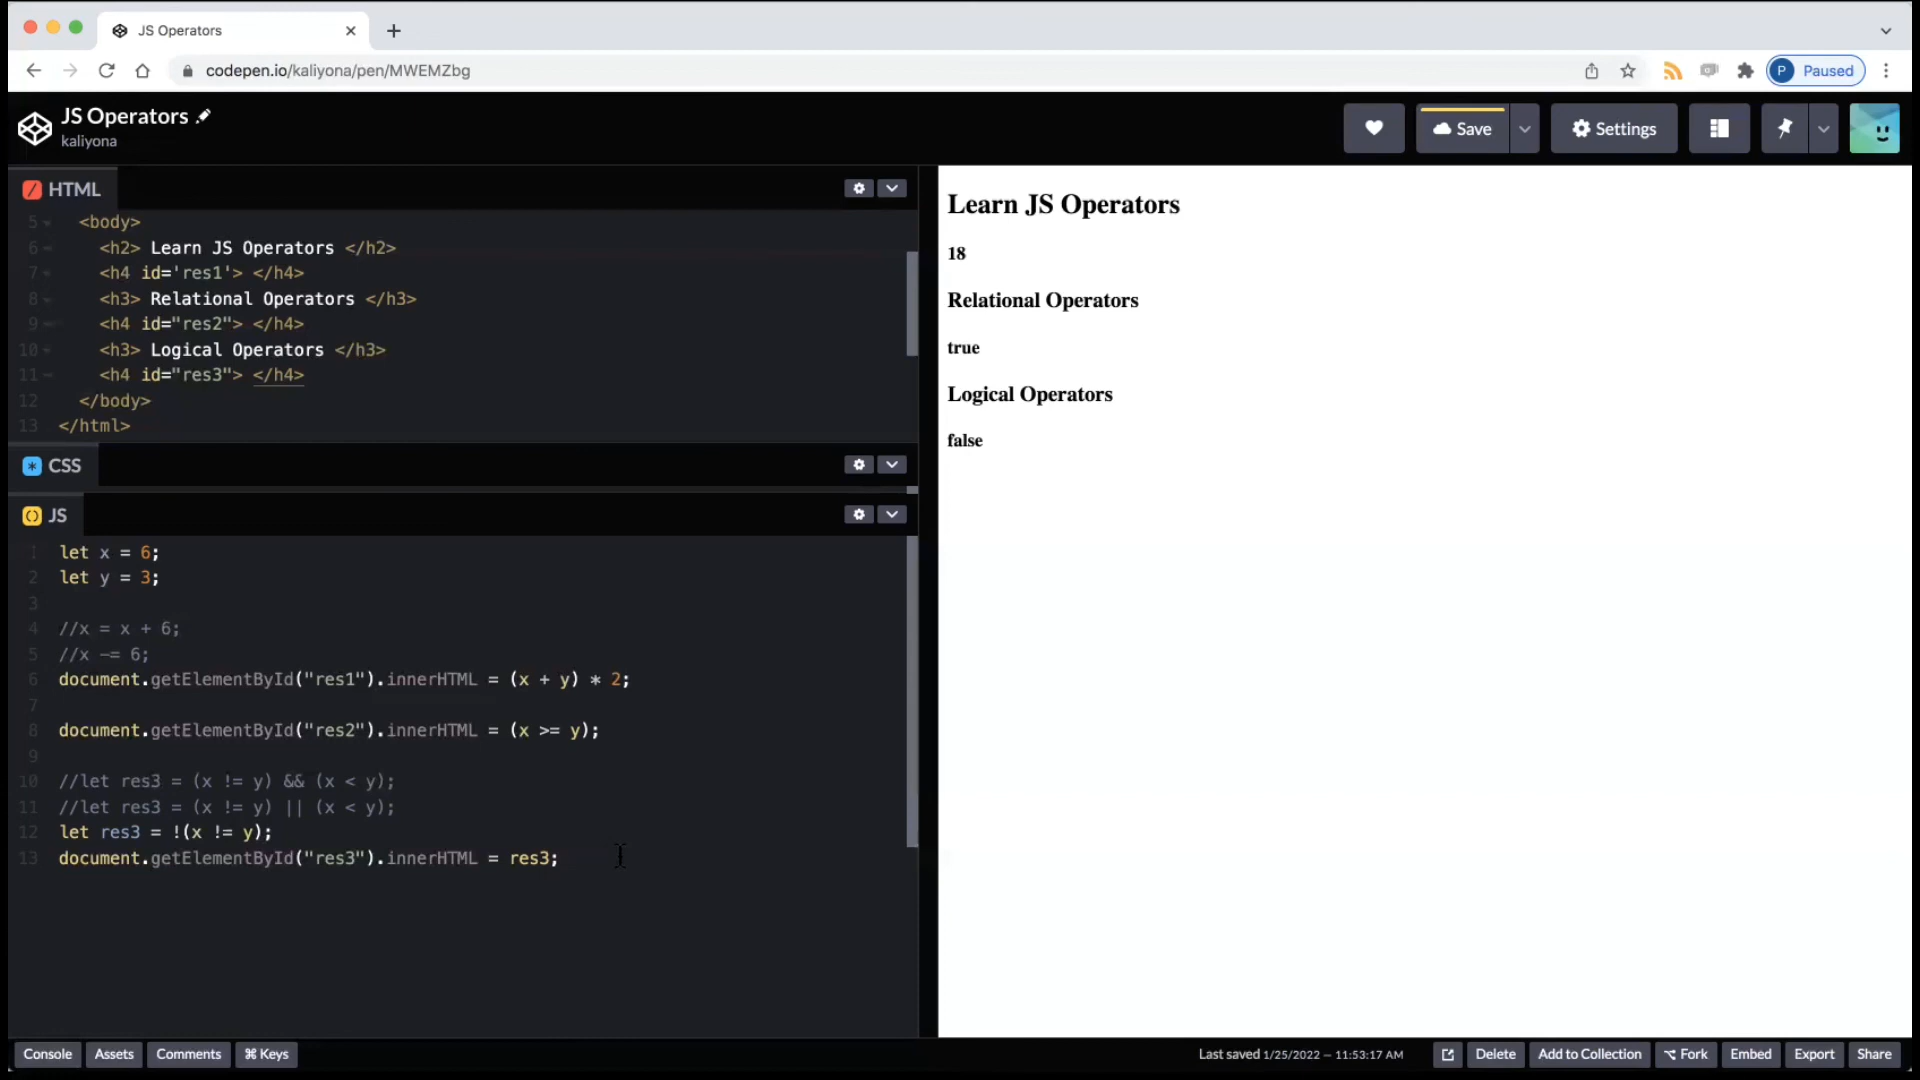 JS Operators
codepen.io/kaliyona/pen/MWEMZbg
P Paused
JS Operators
kaliyona
Save
Settings
HTML
5 <body>
6 <h2> Learn JS Operators </h2>
7 <h4 id='res1'> </h4>
8 <h3> Relational Operators </h3>
9 <h4 id="res2"> </h4>
10 <h3> Logical Operators </h3>
11 <h4 id="res3"> </h4>
12 </body>
13 </html>
CSS
JS
1 let x = 6;
2 let y = 3;
3
4 //x = x + 6;
5 //x -= 6;
6 document.getElementById("res1").innerHTML = (x + y) * 2;
7
8 document.getElementById("res2").innerHTML = (x >= y);
9
10 //let res3 = (x != y) && (x < y);
11 //let res3 = (x != y) || (x < y);
12 let res3 = !(x != y);
13 document.getElementById("res3").innerHTML = res3;
Learn JS Operators
18
Relational Operators
true
Logical Operators
false
Console Assets Comments ⌘ Keys
Last saved 1/25/2022 — 11:53:17 AM
Delete Add to Collection Fork Embed Export Share